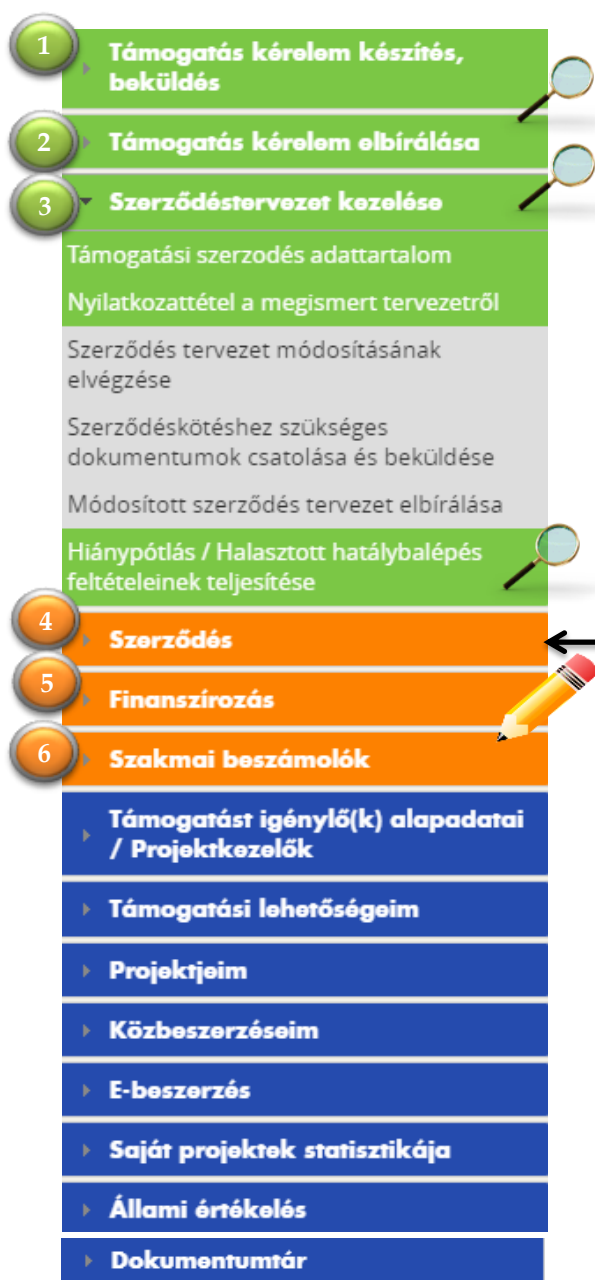 1
Támogatás kérelem készítés,
beküldés
2
Támogatás kérelem elbírálása
3
Szerződéstervezet kezelése
Támogatási szerzodés adattartalom
Nyilatkozattétel a megismert tervezetről
Szerződés tervezet módosításának
elvégzése
Szerződéskötéshez szükséges
dokumentumok csatolása és beküldése
Módosított szerződés tervezet elbírálása
Hiánypótlás / Halasztott hatálybalépés
feltételeinek teljesítése
4
Szerződés
5
Finanszírozás
6
Szakmai beszámolók
Támogatást igénylő(k) alapadatai
/ Projektkezelők
Támogatási lehetőségeim
Projektjeim
Közbeszerzéseim
E-beszerzés
Saját projektek statisztikája
Állami értékelés
Dokumentumtár